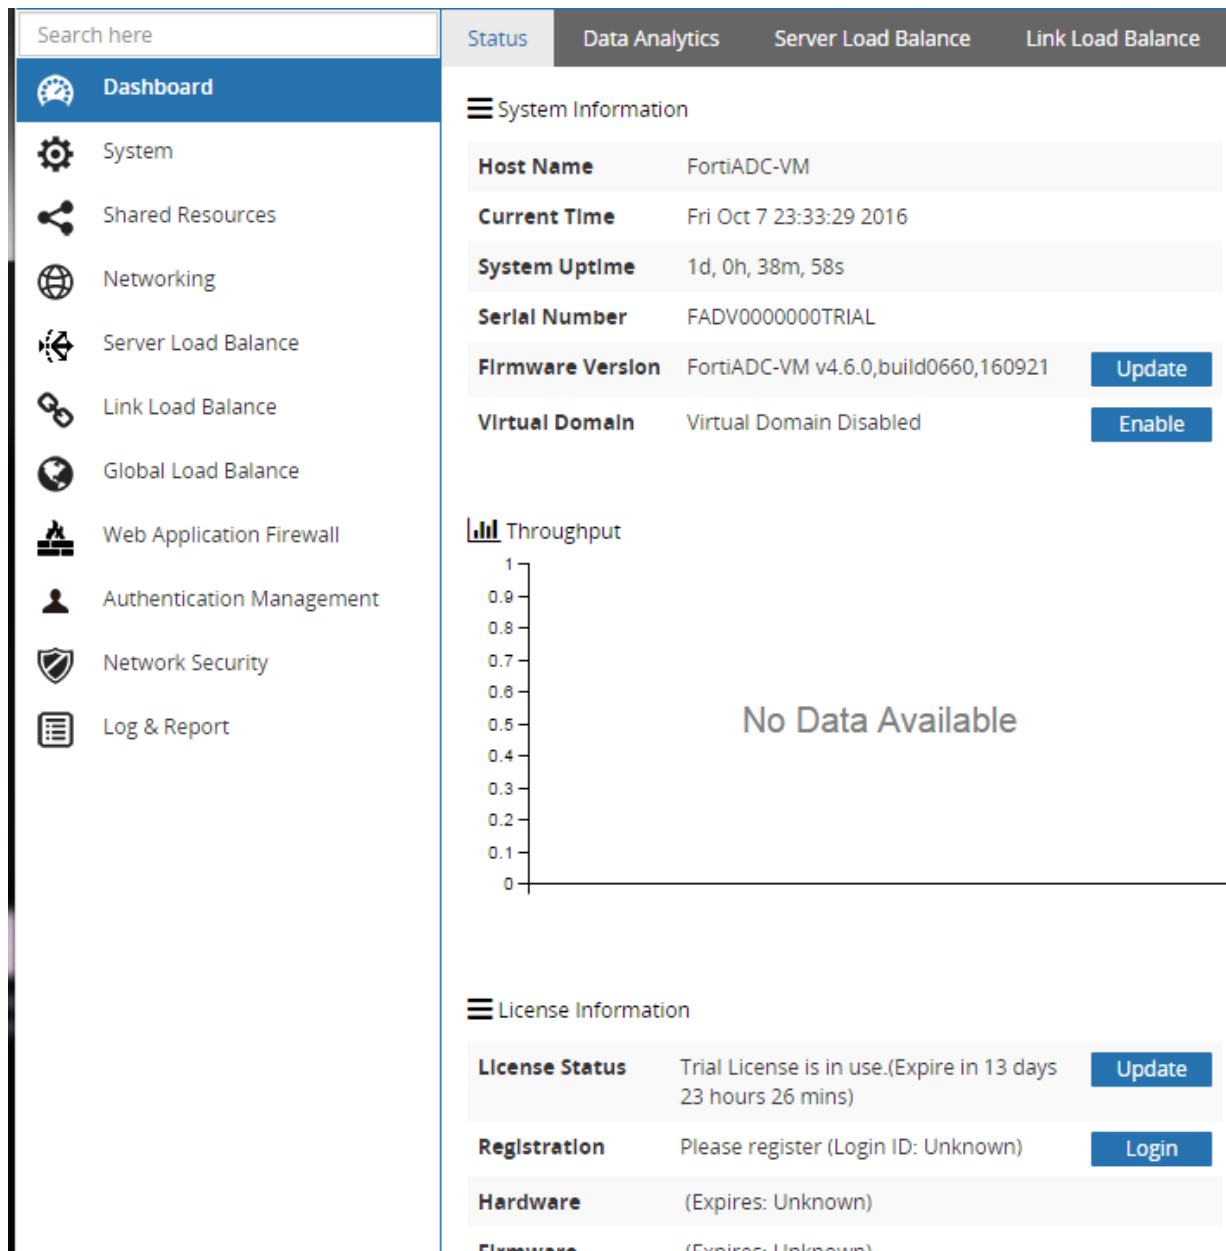 Search here
Dashboard
System
Shared Resources
Networking
Server Load Balance
Link Load Balance
Global Load Balance
Web Application Firewall
Authentication Management
Network Security
Log & Report
Status Data Analytics Server Load Balance Link Load Balance
System Information
Host Name FortiADC-VM
Current Time Fri Oct 7 23:33:29 2016
System Uptime 1d, 0h, 38m, 58s
Serial Number FADV0000000TRIAL
Firmware Version FortiADC-VM v4.6.0,build0660,160921 Update
Virtual Domain Virtual Domain Disabled Enable
Throughput
1
0.9
0.8
0.7
0.6
0.5
No Data Available
0.4
0.3
0.2
0.1
0
License Information
License Status Trial License is in use.(Expire in 13 days Update
23 hours 26 mins)
Registration Please register (Login ID: Unknown) Login
Hardware (Expires: Unknown)
Firmware (Expires: Unknown)